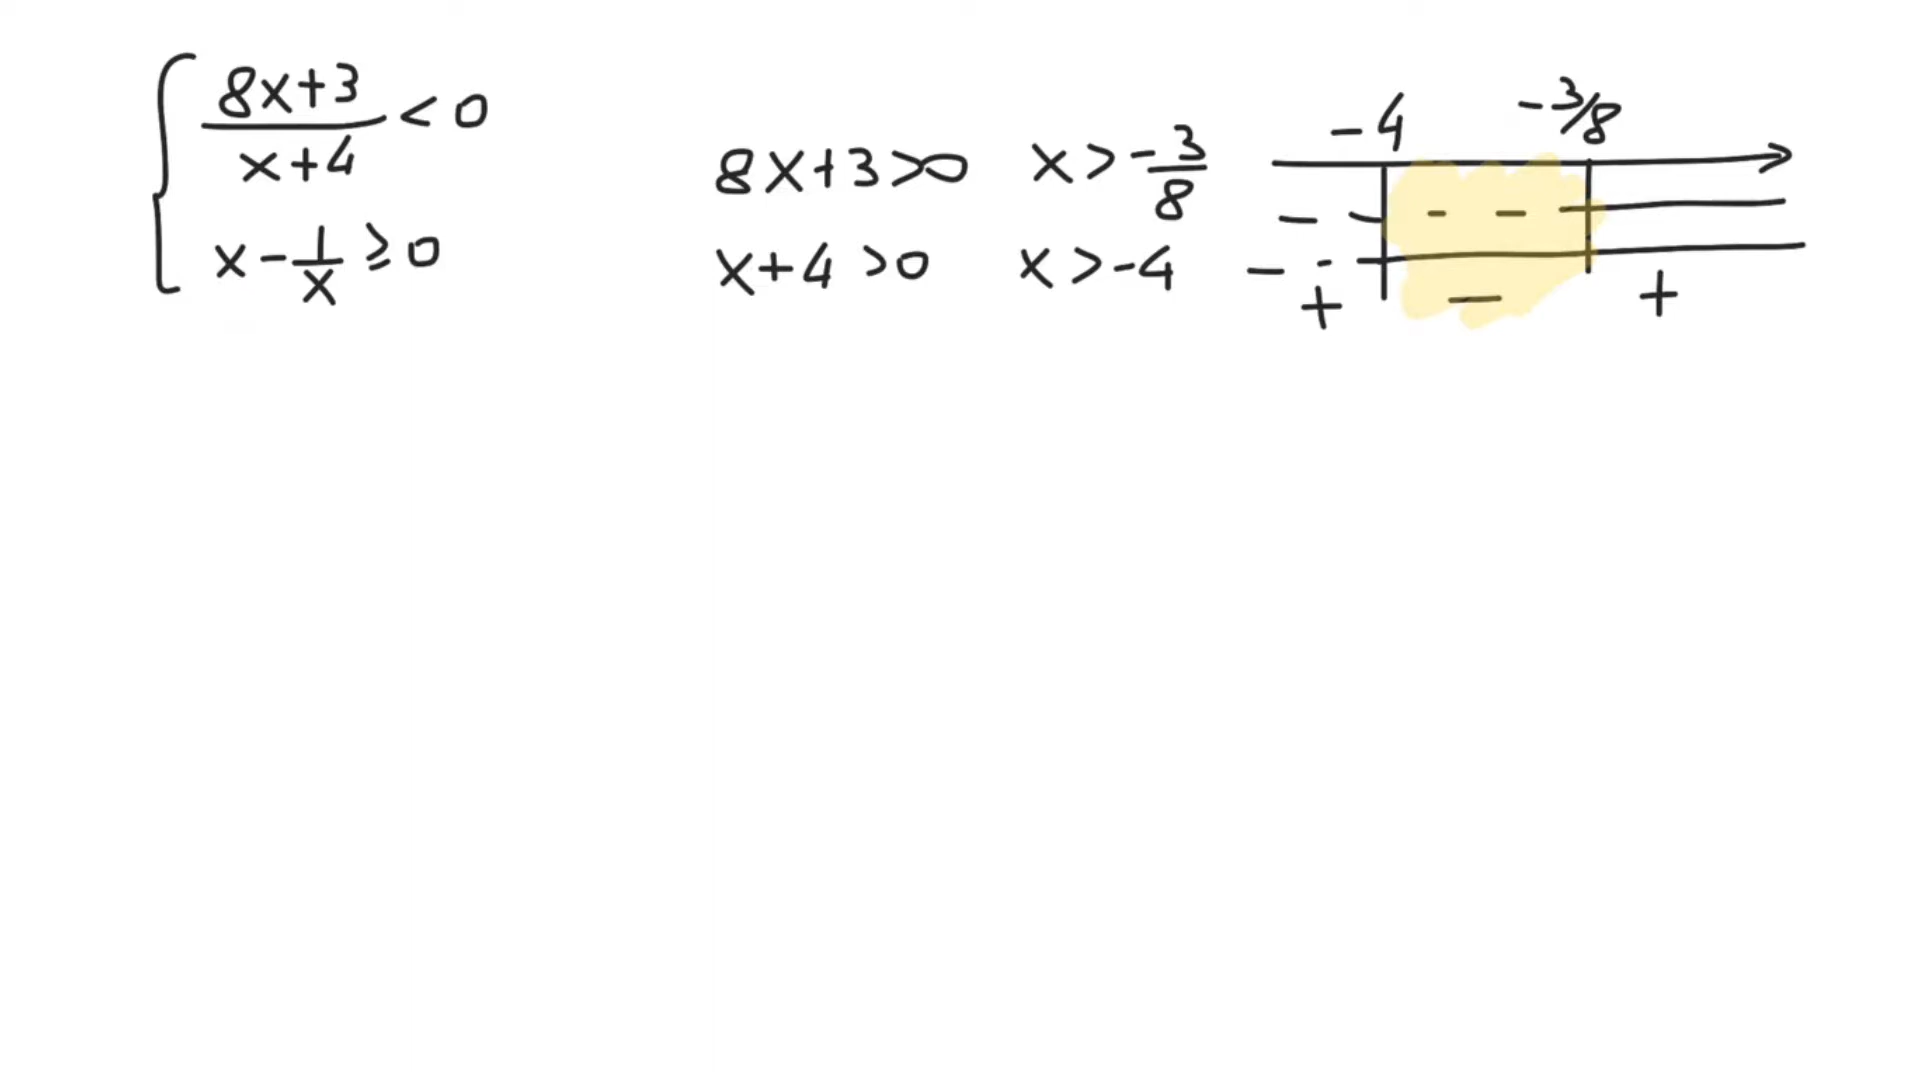 8x+3
x+4
< 0
x - 1/x ≥ 0
8x+3>0 x > -3/8
x+4 >0 x > -4
-4 -3/8
- - - - -
- - -
+ - +